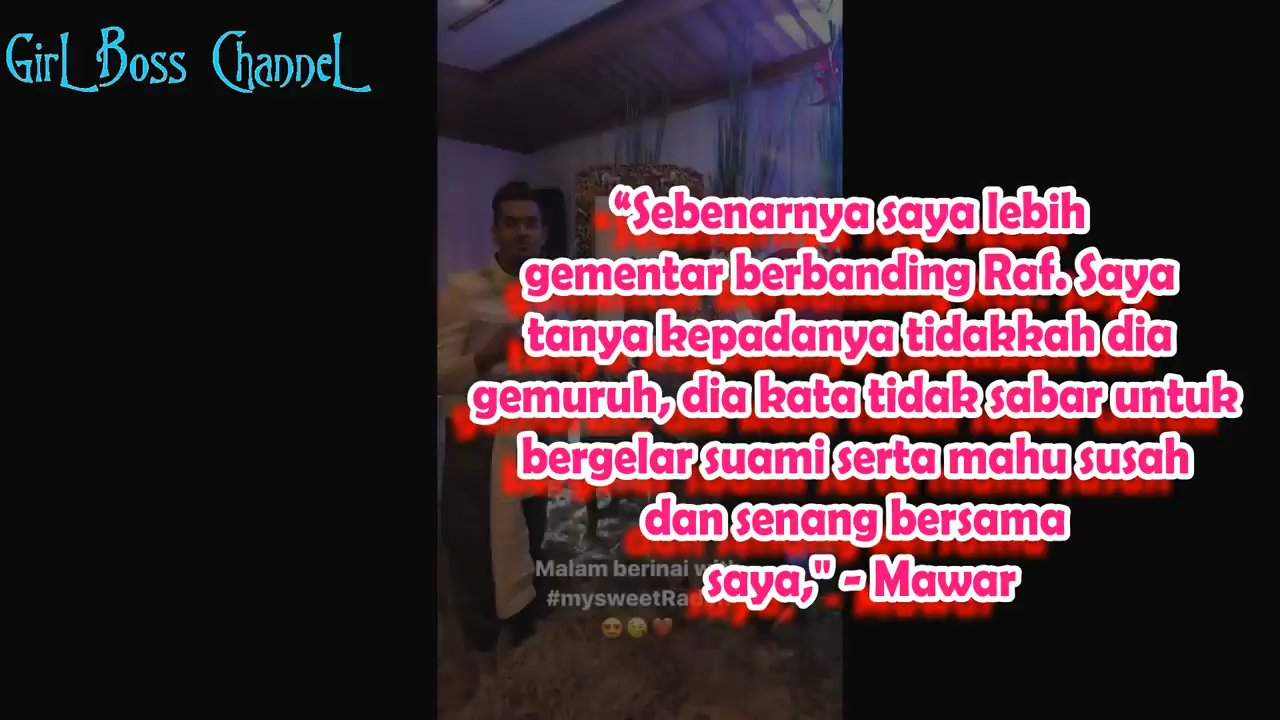 Girl Boss Channel
“Sebenarnya saya lebih
gementar berbanding Raf. Saya
tanya kepadanya tidakkah dia
gemuruh, dia kata tidak sabar untuk
bergelar suami serta mahu susah
dan senang bersama
saya," - Mawar
Malam berinai